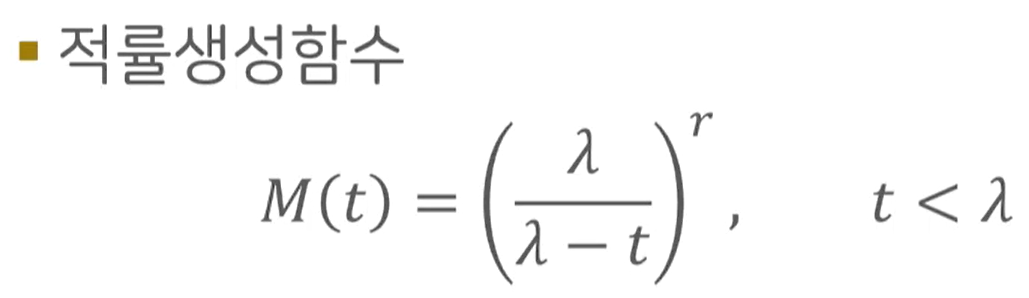 ▪ 적률생성함수
M(t) = (λ / (λ − t))^r , t < λ